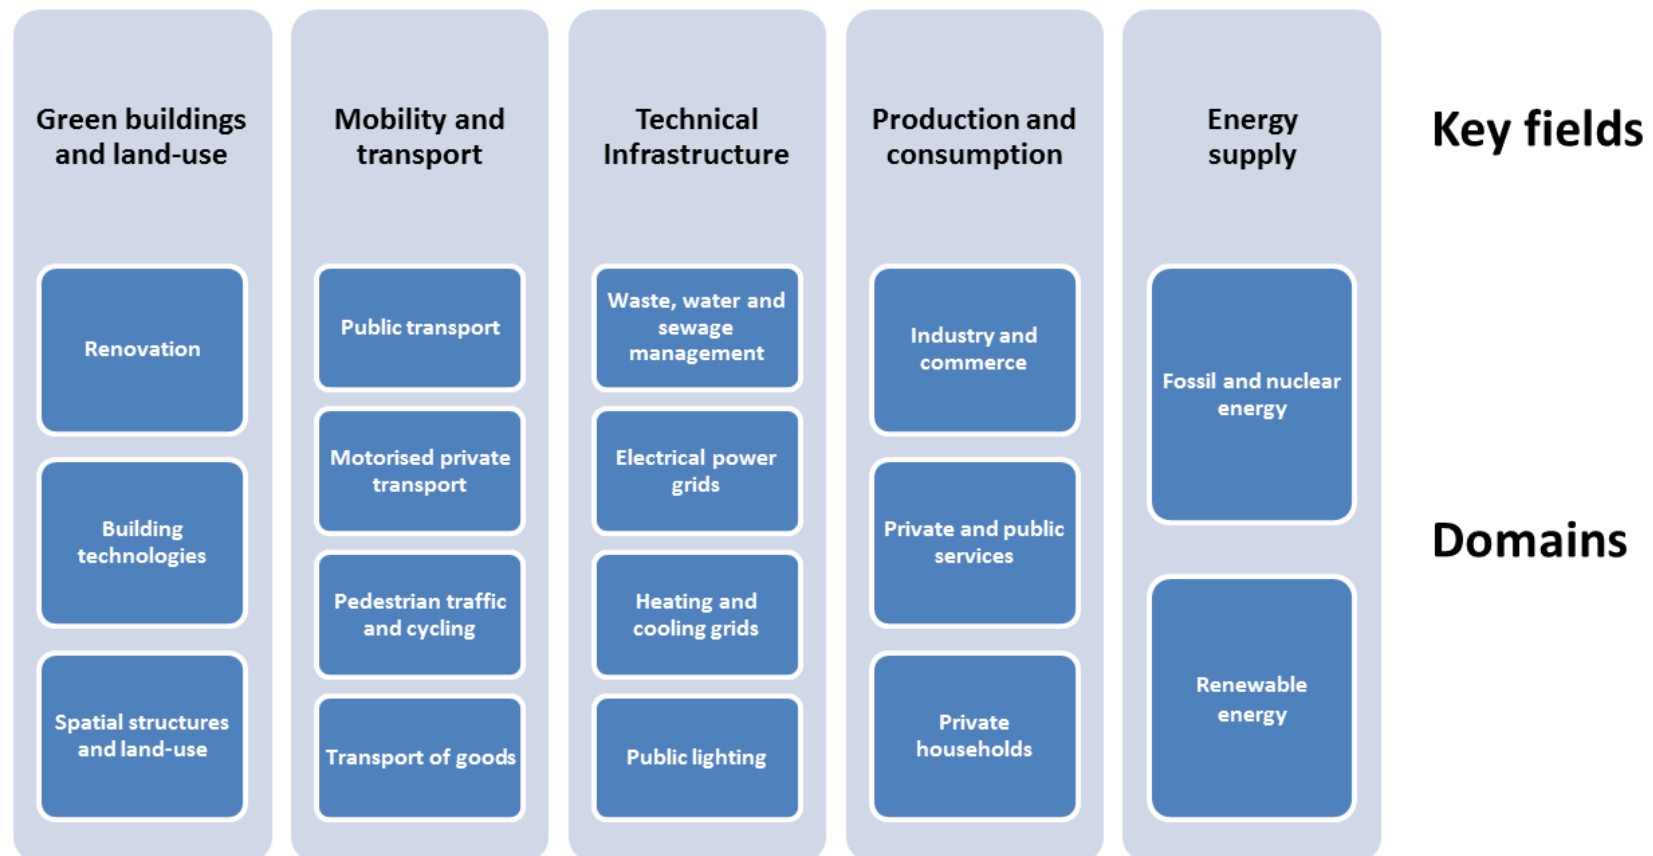 Green buildings
and land-use
Mobility and
transport
Technical
Infrastructure
Production and
consumption
Energy
supply
Key fields
Renovation
Building
technologies
Spatial structures
and land-use
Public transport
Motorised private
transport
Pedestrian traffic
and cycling
Transport of goods
Waste, water and
sewage
management
Electrical power
grids
Heating and
cooling grids
Public lighting
Industry and
commerce
Private and public
services
Private
households
Fossil and nuclear
energy
Renewable
energy
Domains